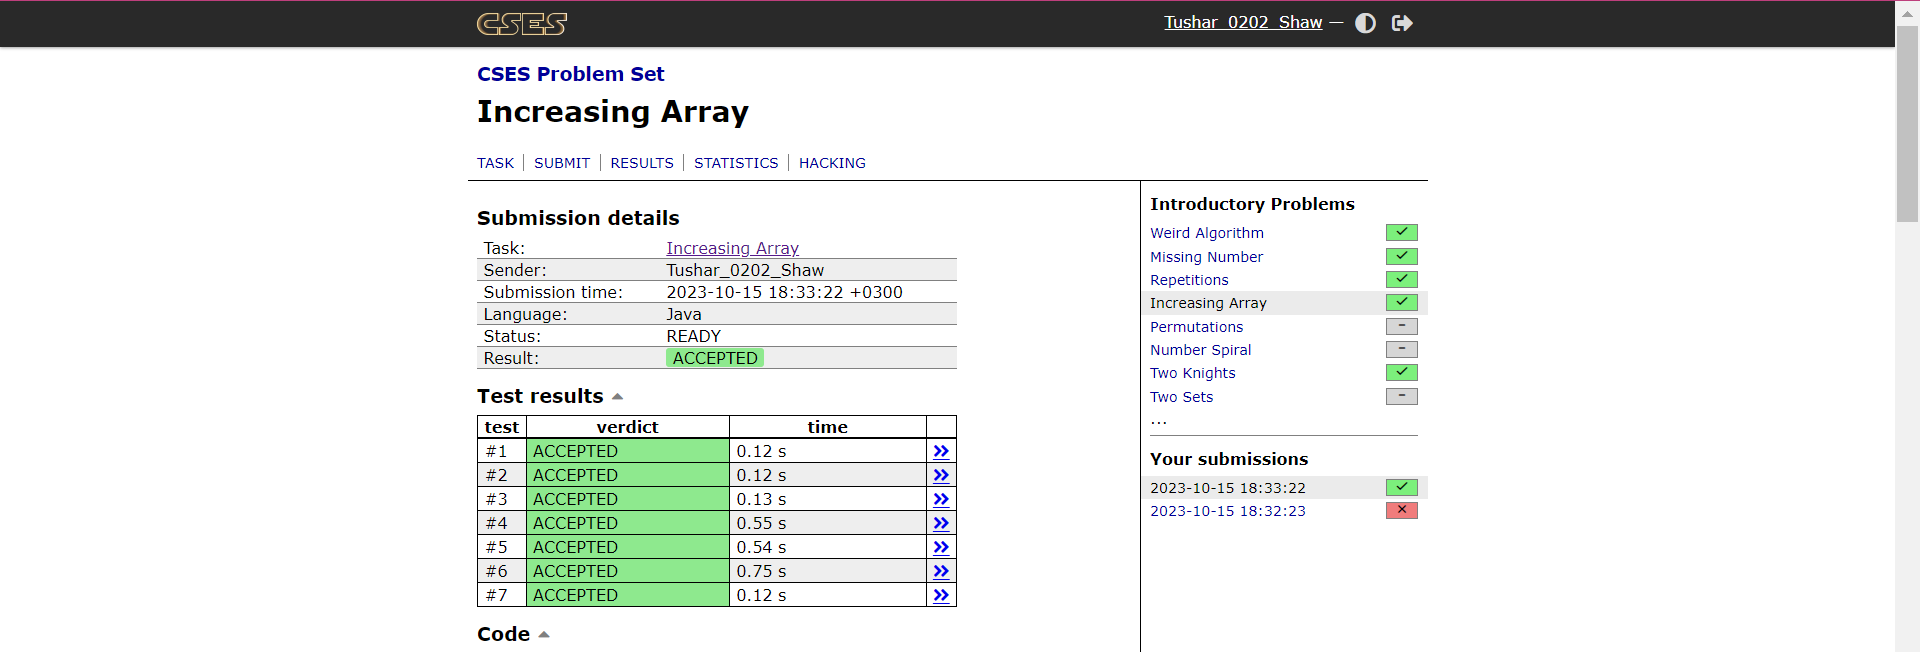 CSES
Tushar_0202_Shaw —
CSES Problem Set
Increasing Array
TASK | SUBMIT | RESULTS | STATISTICS | HACKING
Submission details
Task: Increasing Array
Sender: Tushar_0202_Shaw
Submission time: 2023-10-15 18:33:22 +0300
Language: Java
Status: READY
Result: ACCEPTED
Test results
test verdict time
#1 ACCEPTED 0.12 s »
#2 ACCEPTED 0.12 s »
#3 ACCEPTED 0.13 s »
#4 ACCEPTED 0.55 s »
#5 ACCEPTED 0.54 s »
#6 ACCEPTED 0.75 s »
#7 ACCEPTED 0.12 s »
Code
Introductory Problems
Weird Algorithm ✓
Missing Number ✓
Repetitions ✓
Increasing Array ✓
Permutations –
Number Spiral –
Two Knights ✓
Two Sets –
...
Your submissions
2023-10-15 18:33:22 ✓
2023-10-15 18:32:23 ×